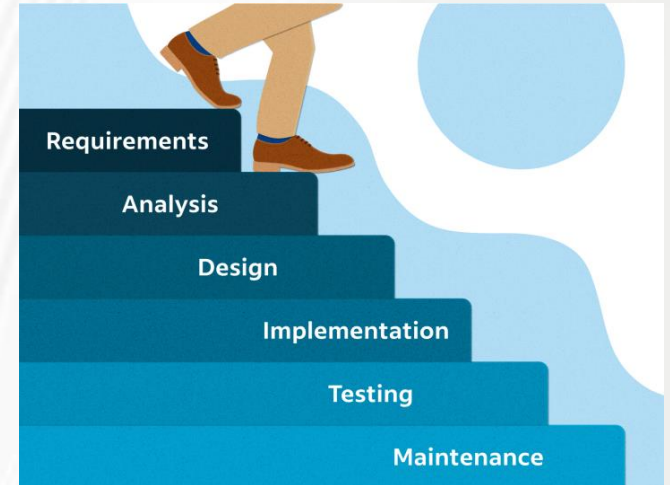 Requirements
Analysis
Design
Implementation
Testing
Maintenance